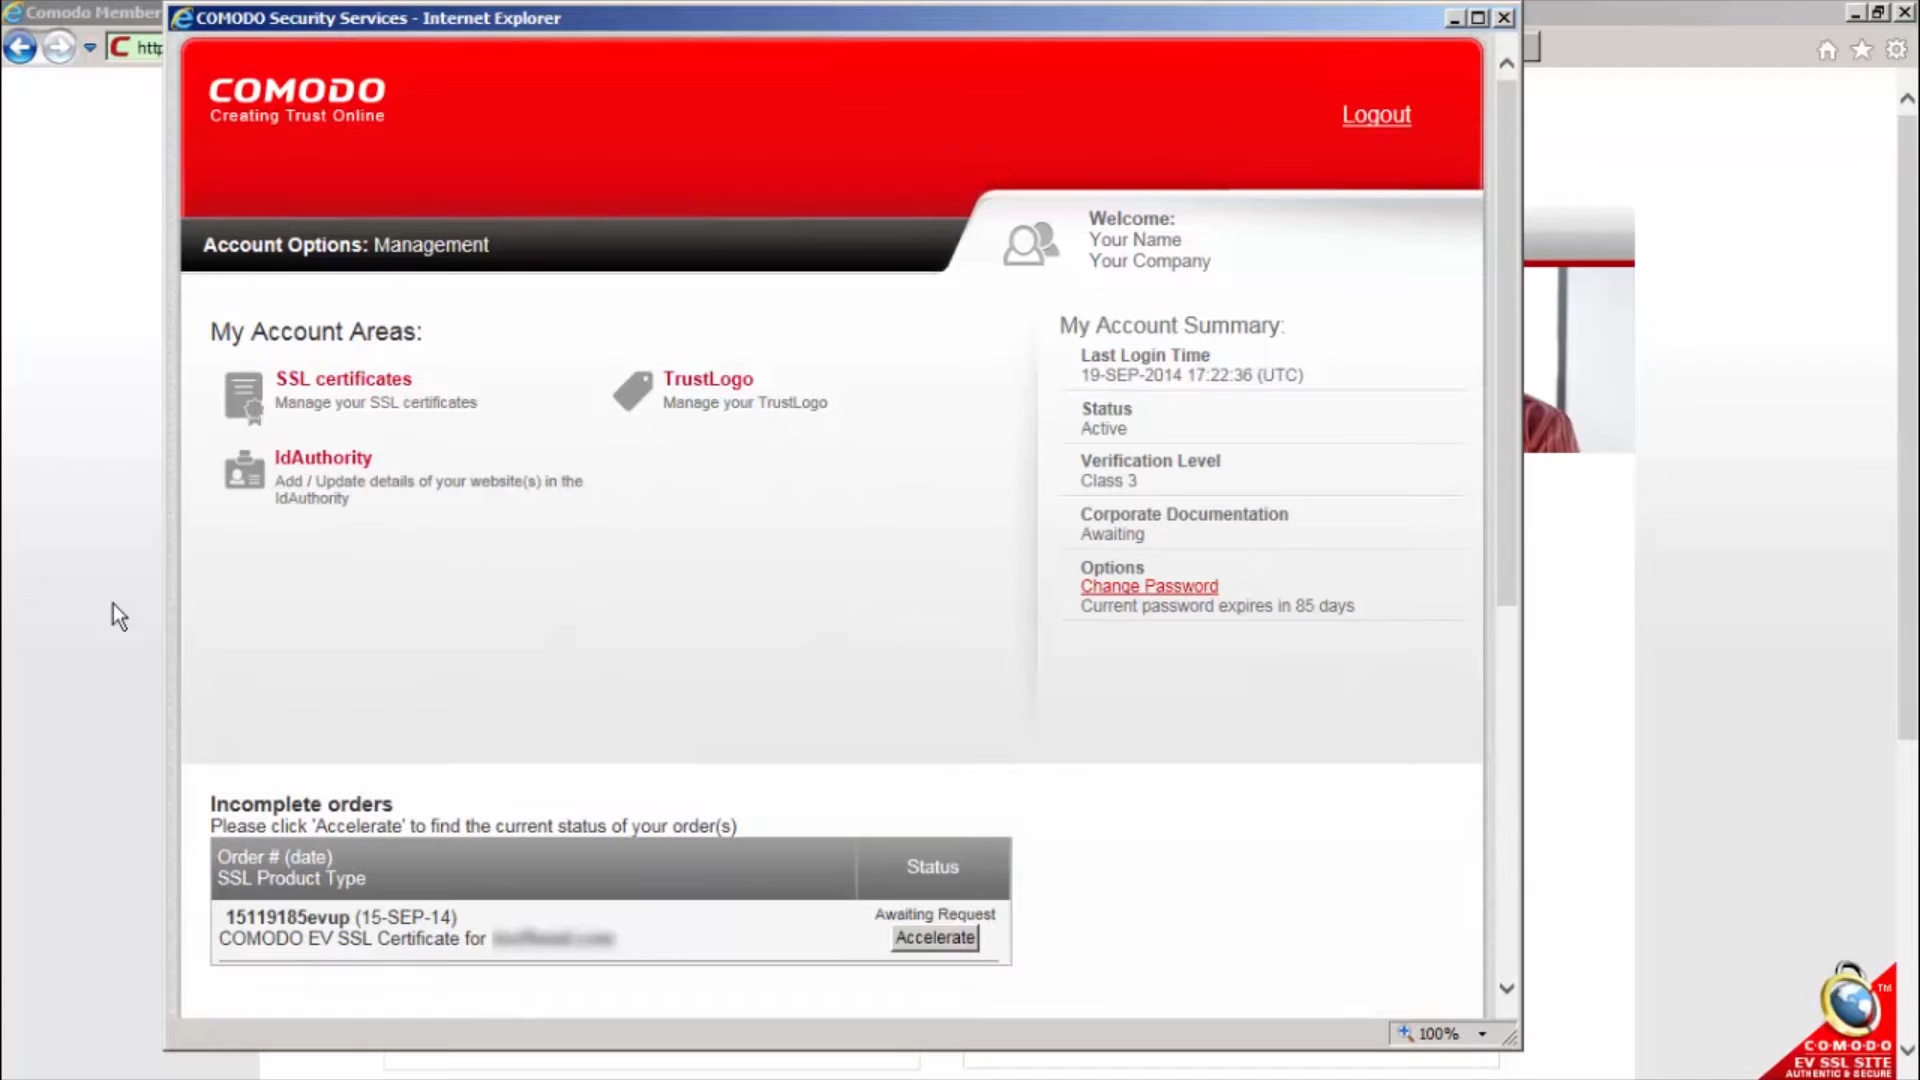 Comodo Member
COMODO Security Services - Internet Explorer
COMODO
Creating Trust Online
Logout
Account Options: Management
Welcome:
Your Name
Your Company
My Account Areas:
SSL certificates
Manage your SSL certificates
TrustLogo
Manage your TrustLogo
IdAuthority
Add / Update details of your website(s) in the
IdAuthority
My Account Summary:
Last Login Time
19-SEP-2014 17:22:36 (UTC)
Status
Active
Verification Level
Class 3
Corporate Documentation
Awaiting
Options
Change Password
Current password expires in 85 days
Incomplete orders
Please click 'Accelerate' to find the current status of your order(s)
Order # (date)
SSL Product Type
Status
15119185evup (15-SEP-14)
COMODO EV SSL Certificate for
Awaiting Request
Accelerate
100%
TM
C·O·M·O·D·O
EV SSL SITE
AUTHENTIC & SECURE